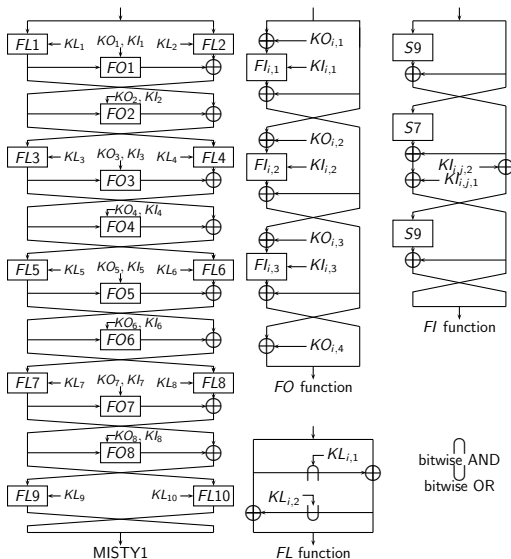 FL1 KL1 KO1, KI1 KL2 FL2
FO1
KO2, KI2
FO2
FL3 KL3 KO3, KI3 KL4 FL4
FO3
KO4, KI4
FO4
FL5 KL5 KO5, KI5 KL6 FL6
FO5
KO6, KI6
FO6
FL7 KL7 KO7, KI7 KL8 FL8
FO7
KO8, KI8
FO8
FL9 KL9 KL10 FL10
MISTY1
KOi,1
FIi,1 KIi,1
KOi,2
FIi,2 KIi,2
KOi,3
FIi,3 KIi,3
KOi,4
FO function
S9
S7
KIi,j,2
KIi,j,1
S9
FI function
KLi,1
KLi,2
FL function
bitwise AND
bitwise OR